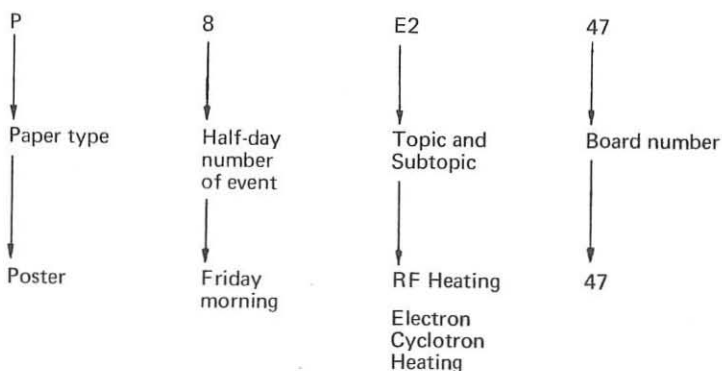 P 8 E2 47
Paper type Half-day Topic and Board number
number Subtopic
of event
Poster Friday RF Heating 47
morning
Electron
Cyclotron
Heating